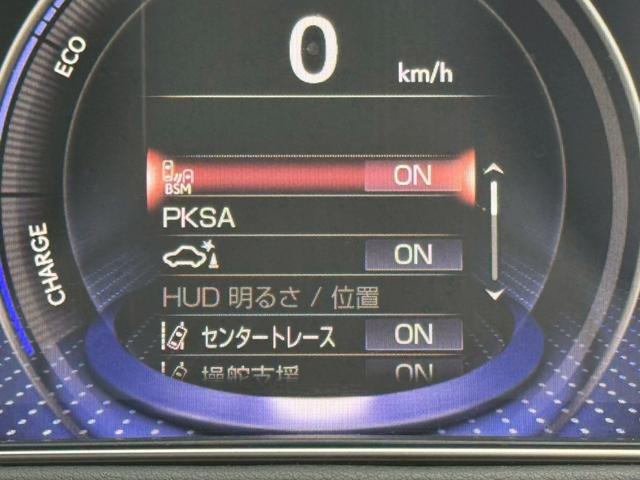 0
km/h
ECO
CHARGE
BSM ON
PKSA
ON
HUD 明るさ / 位置
センタートレース ON
操舵支援 ON